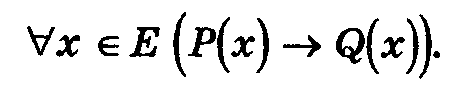 ∀x ∈ E (P(x) → Q(x)).